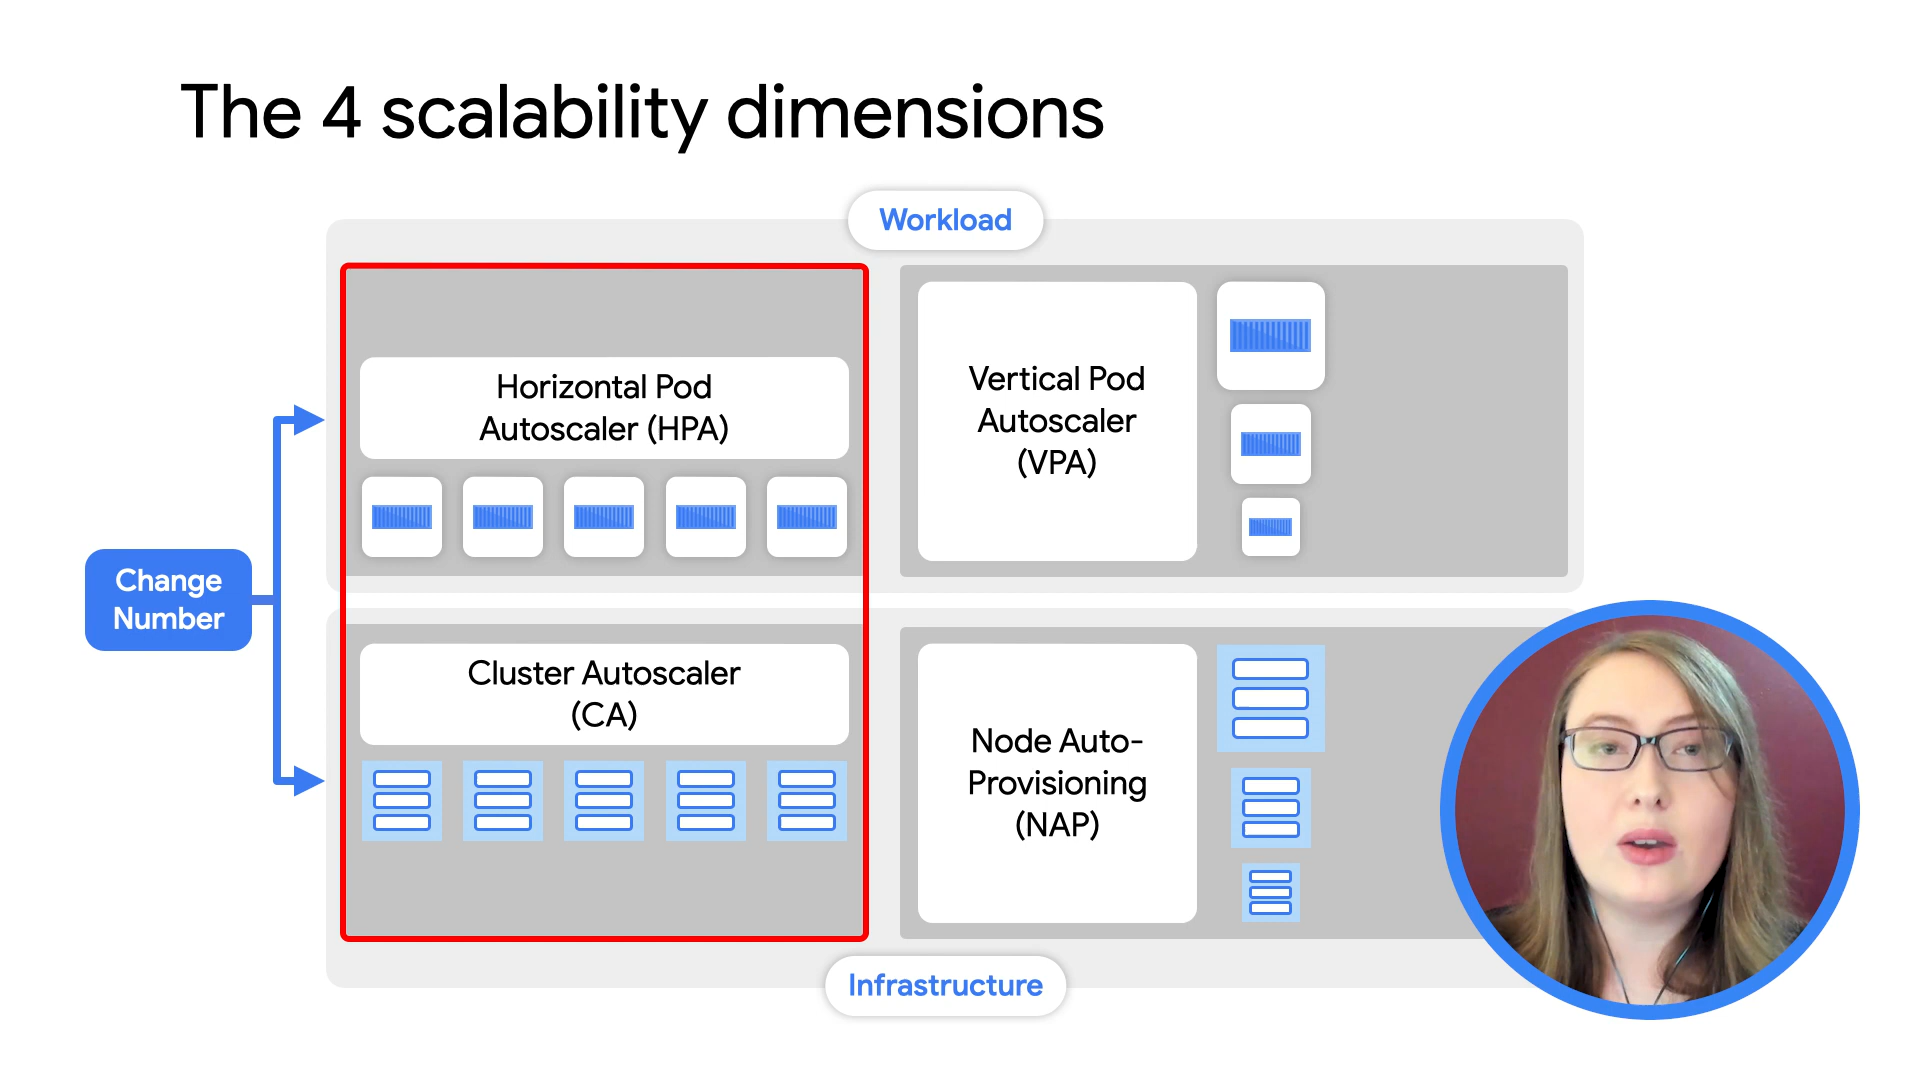 The 4 scalability dimensions
Workload
Horizontal Pod
Autoscaler (HPA)
Vertical Pod
Autoscaler
(VPA)
Change
Number
Cluster Autoscaler
(CA)
Node Auto-
Provisioning
(NAP)
Infrastructure